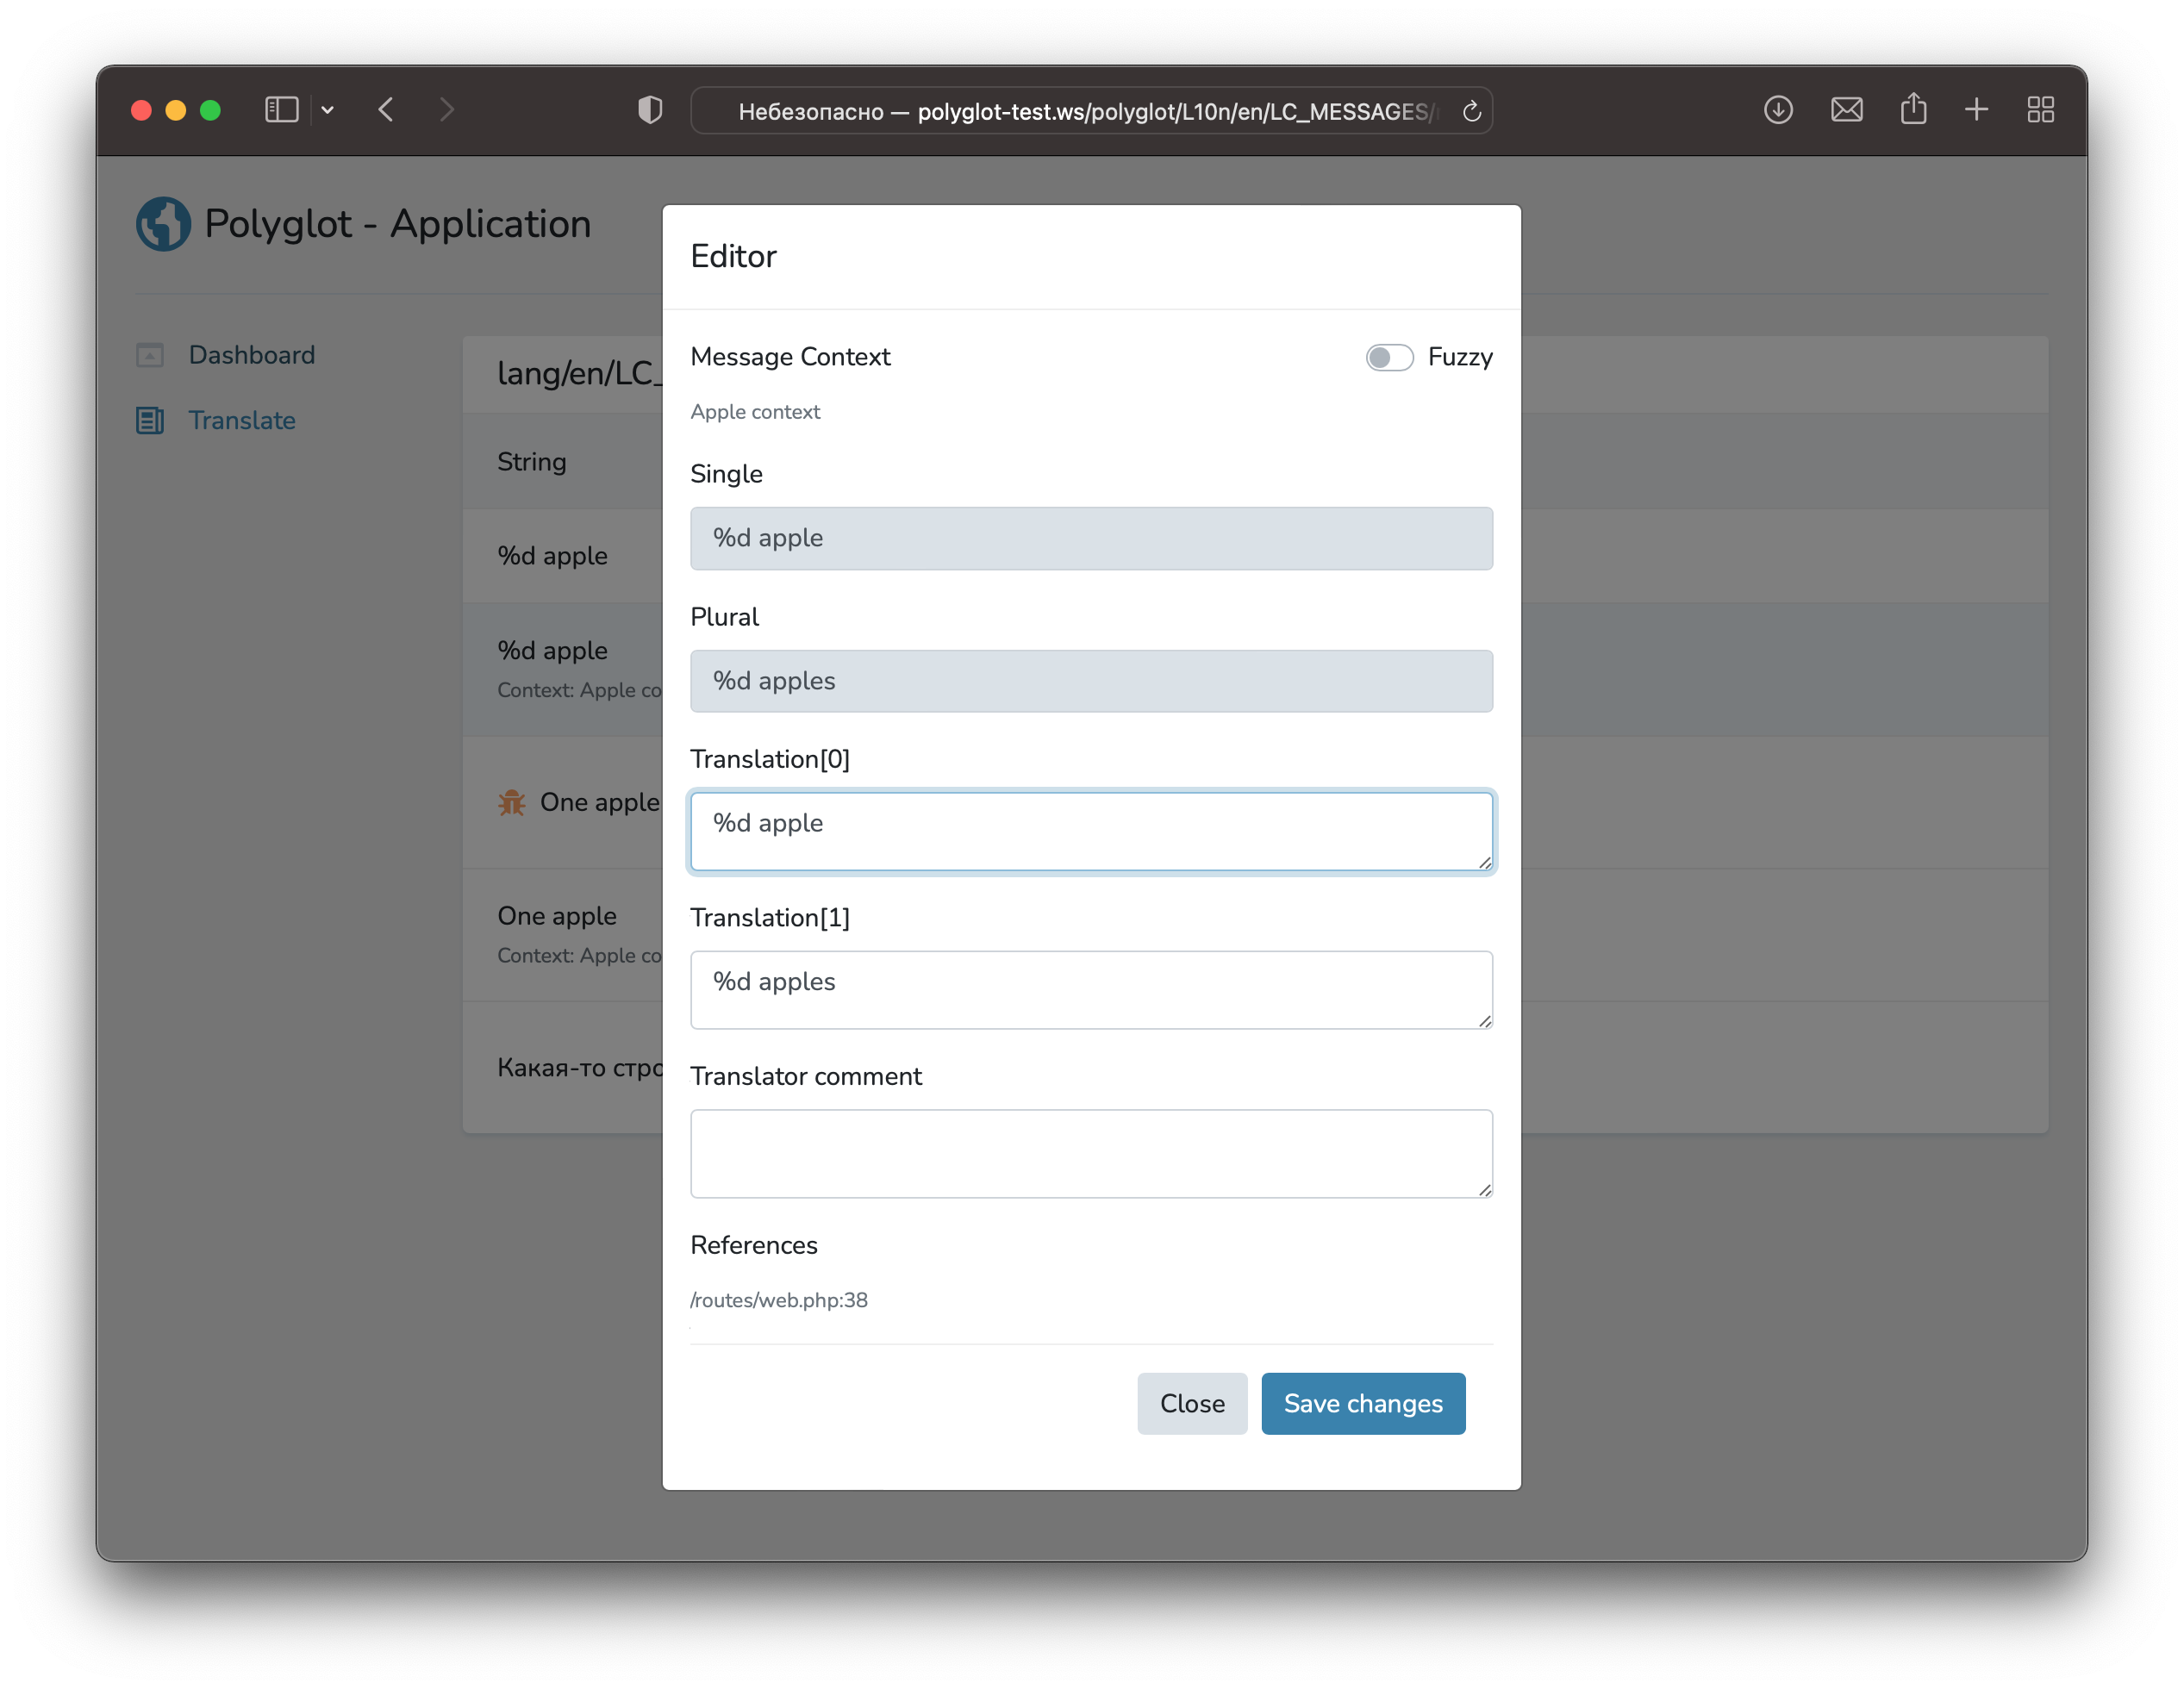 Небезопасно — polyglot-test.ws/polyglot/L10n/en/LC_MESSAGES/
Polyglot - Application
Dashboard
Translate
lang/en/LC_
String
%d apple
%d apple
Context: Apple co
One apple
One apple
Context: Apple co
Какая-то стро
Editor
Message Context
Fuzzy
Apple context
Single
%d apple
Plural
%d apples
Translation[0]
%d apple
Translation[1]
%d apples
Translator comment
References
/routes/web.php:38
Close
Save changes